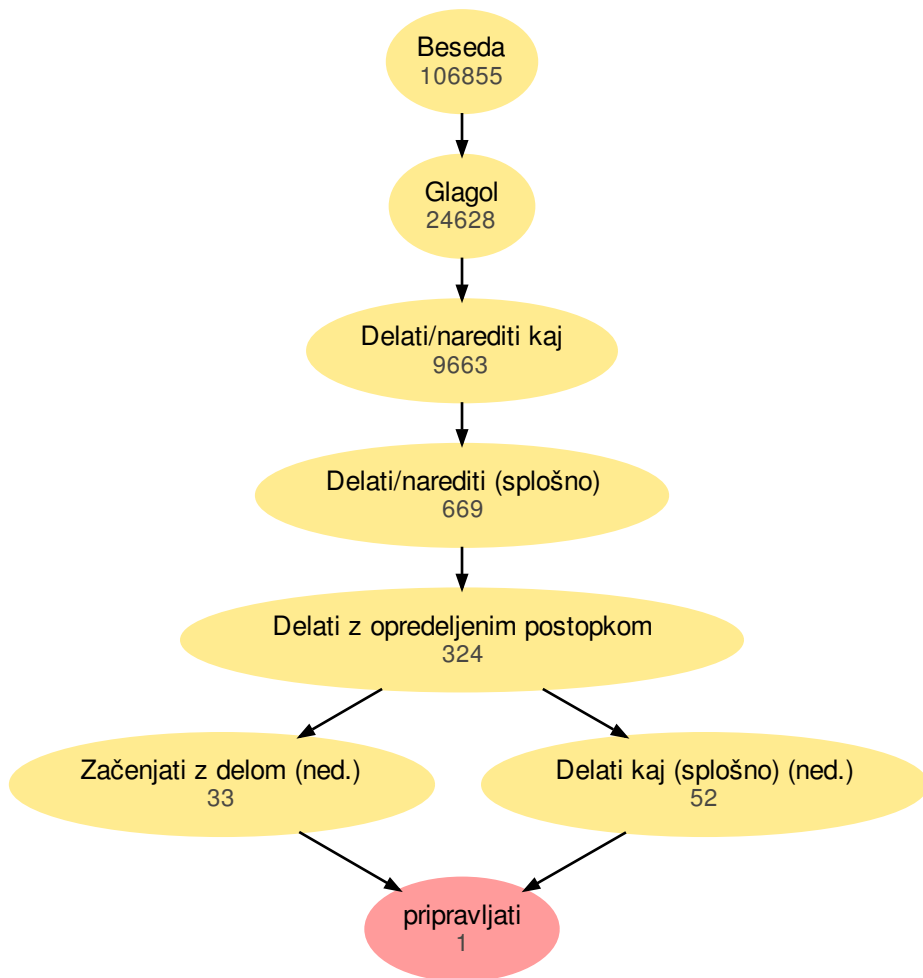 Beseda
106855
Glagol
24628
Delati/narediti kaj
9663
Delati/narediti (splošno)
669
Delati z opredeljenim postopkom
324
Začenjati z delom (ned.)
33
Delati kaj (splošno) (ned.)
52
pripravljati
1